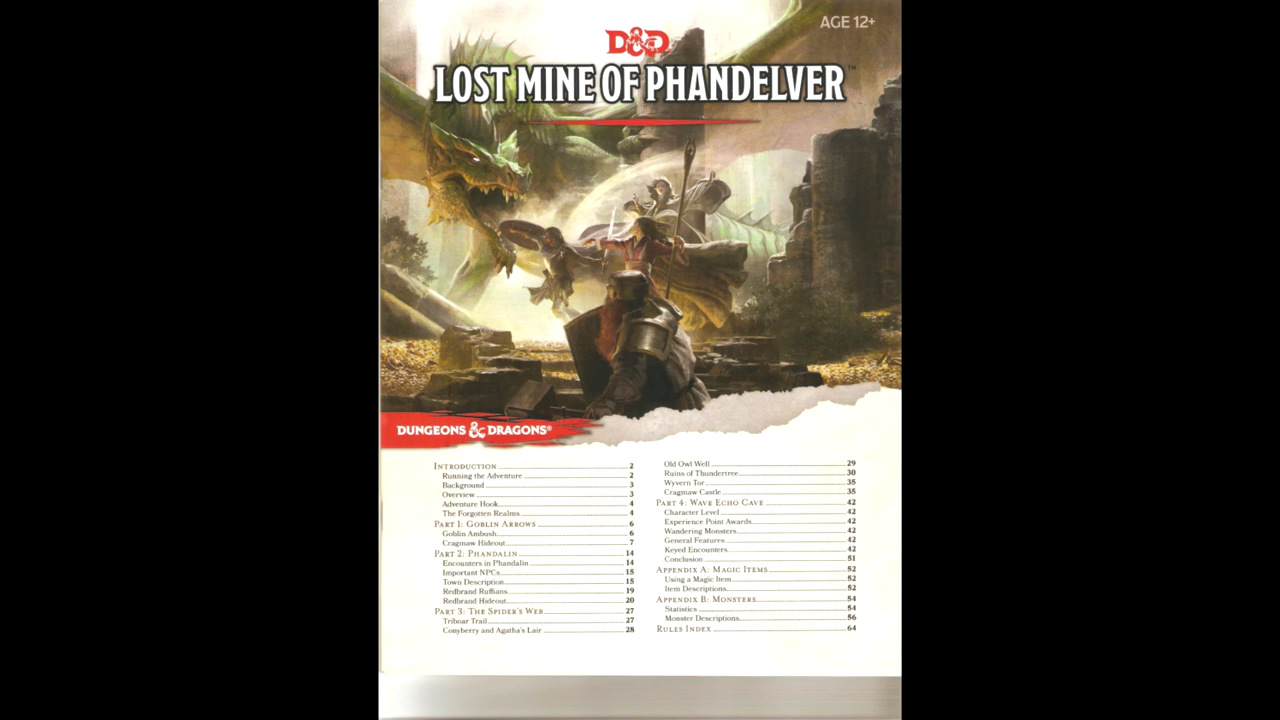 AGE 12+
D&D
LOST MINE OF PHANDELVER™
DUNGEONS & DRAGONS®
INTRODUCTION 2
Running the Adventure 2
Background 3
Overview 3
Adventure Hook 4
The Forgotten Realms 4
PART 1: GOBLIN ARROWS 6
Goblin Ambush 6
Cragmaw Hideout 7
PART 2: PHANDALIN 14
Encounters in Phandalin 14
Important NPCs 15
Town Description 15
Redbrand Ruffians 19
Redbrand Hideout 20
PART 3: THE SPIDER'S WEB 27
Triboar Trail 27
Conyberry and Agatha's Lair 28
Old Owl Well 29
Ruins of Thundertree 30
Wyvern Tor 35
Cragmaw Castle 35
PART 4: WAVE ECHO CAVE 42
Character Level 42
Experience Point Awards 42
Wandering Monsters 42
General Features 42
Keyed Encounters 42
Conclusion 51
APPENDIX A: MAGIC ITEMS 52
Using a Magic Item 52
Item Descriptions 52
APPENDIX B: MONSTERS 54
Statistics 54
Monster Descriptions 56
RULES INDEX 64